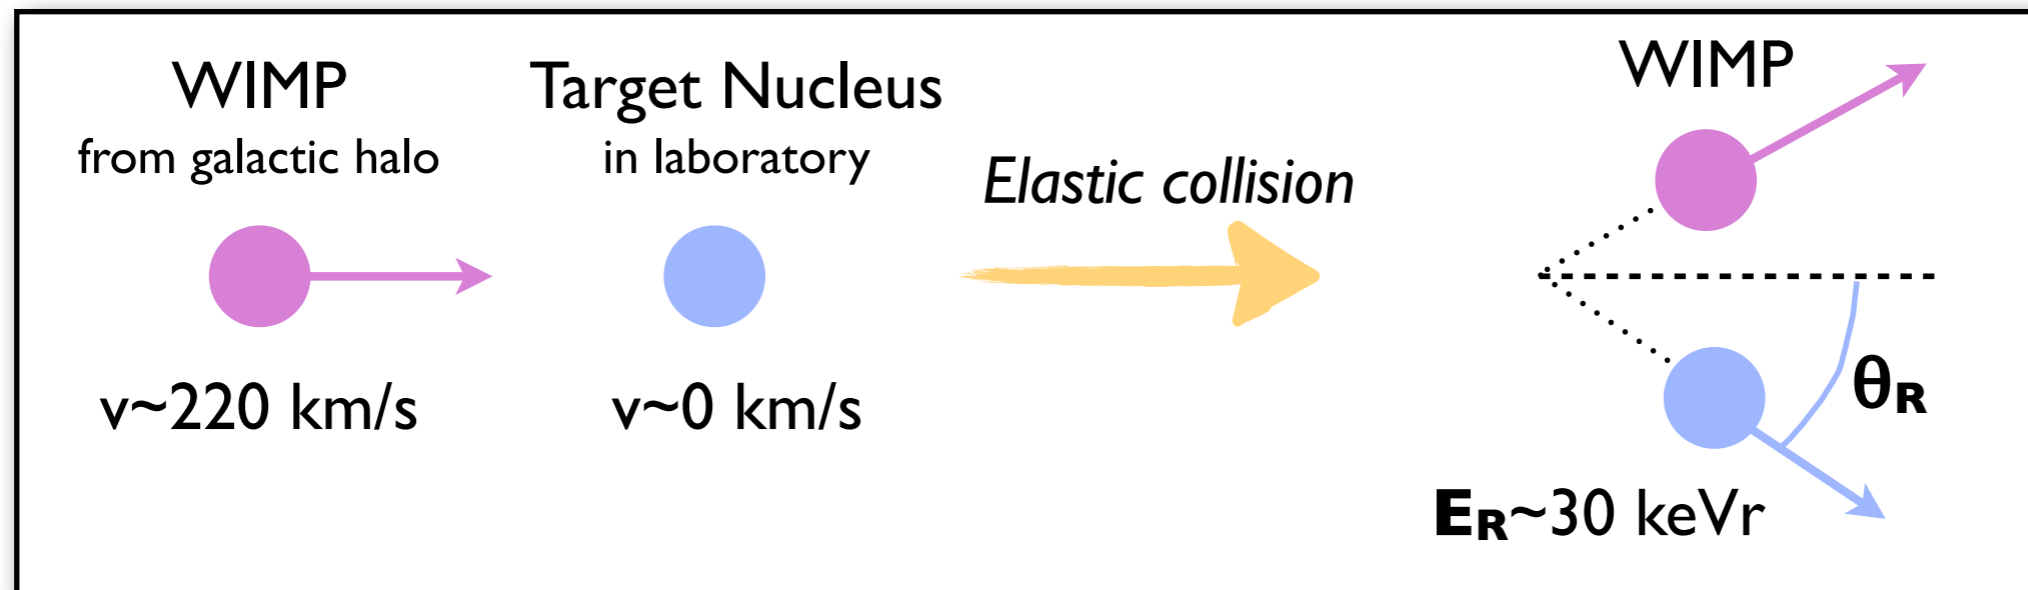 WIMP
from galactic halo
v~220 km/s
Target Nucleus
in laboratory
v~0 km/s
Elastic collision
WIMP
θR
ER~30 keVr